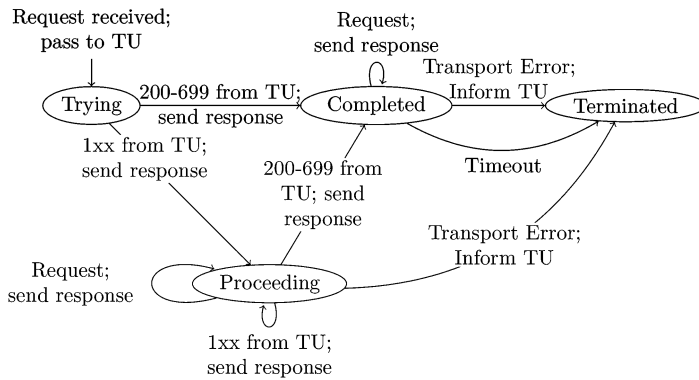 Request received;
pass to TU
Request;
send response
Transport Error;
Inform TU
Trying
200-699 from TU;
send response
Completed
Terminated
1xx from TU;
send response
200-699 from
TU; send
response
Timeout
Transport Error;
Inform TU
Request;
send response
Proceeding
1xx from TU;
send response